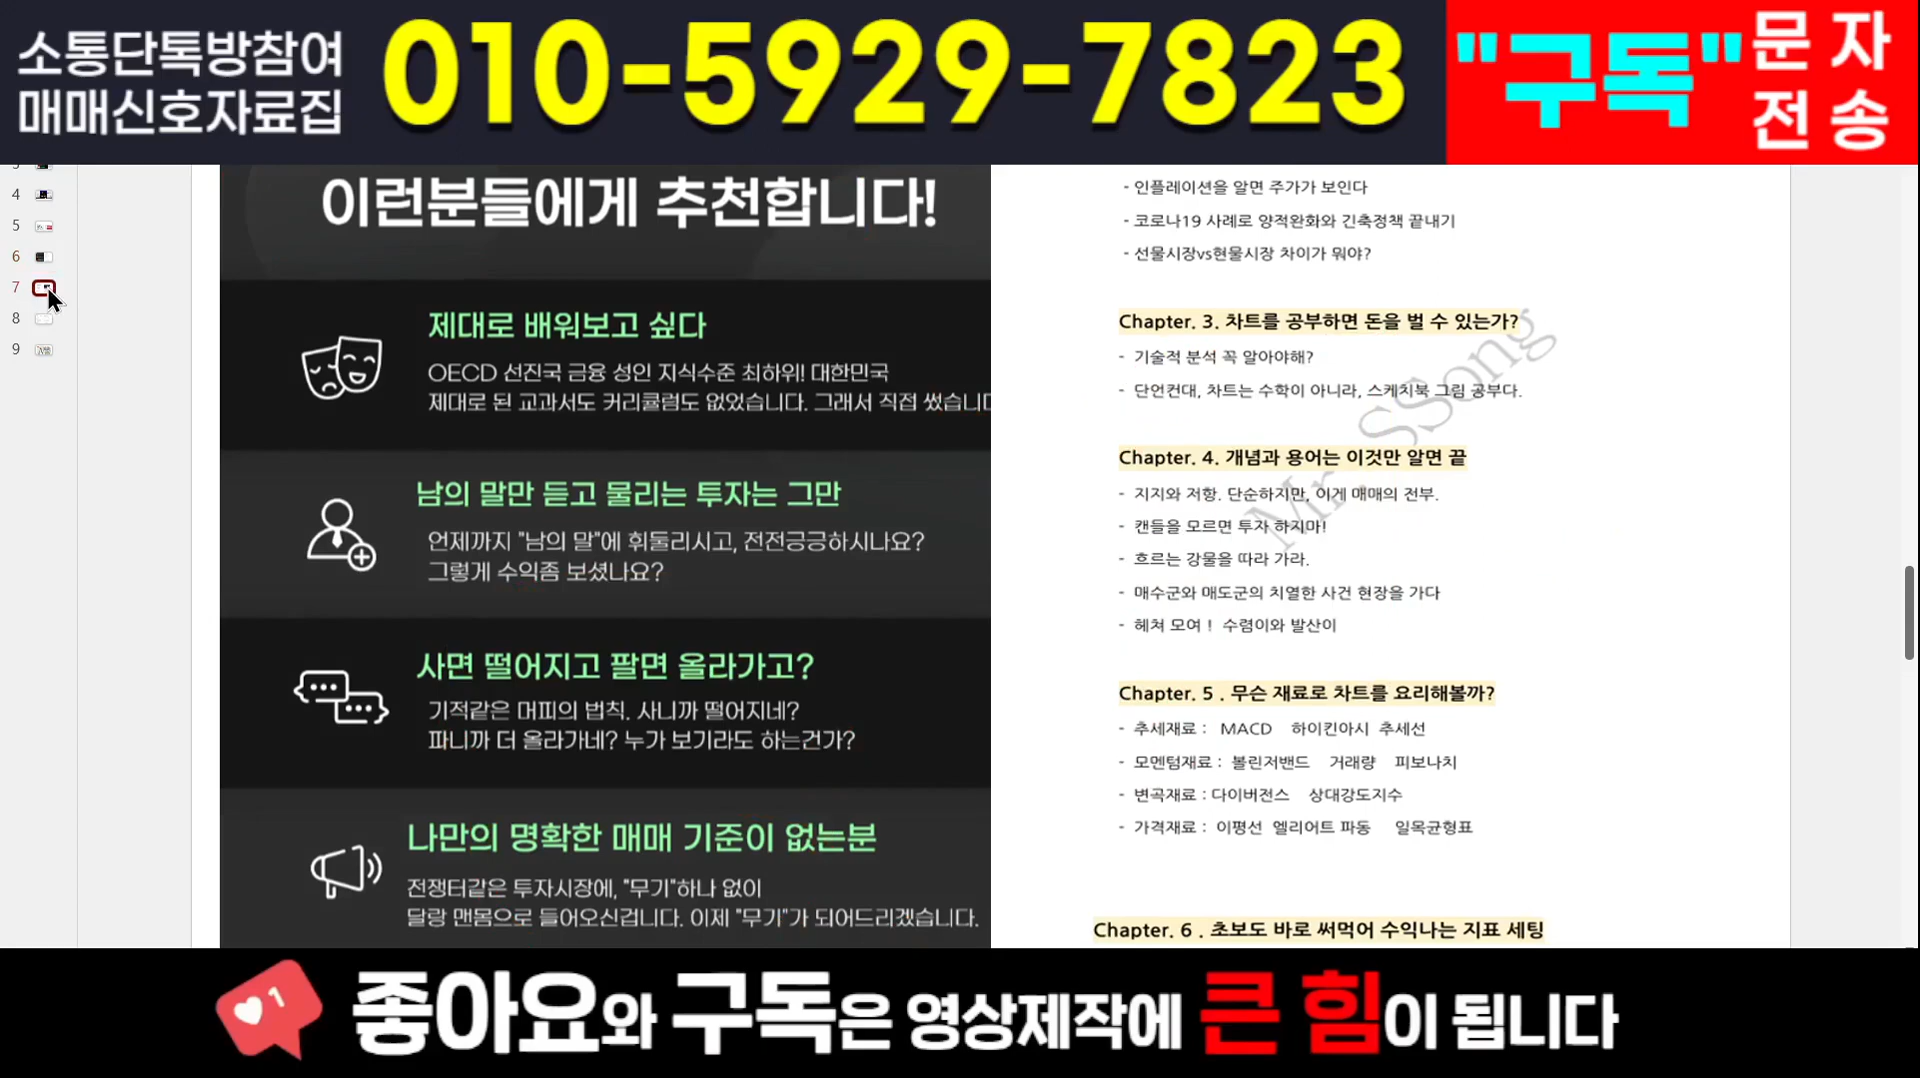 소통단톡방참여
매매신호자료집
010-5929-7823
"구독"
문자
전송
3
4
5
6
7
8
9
이런분들에게 추천합니다!
제대로 배워보고 싶다
OECD 선진국 금융 성인 지식수준 최하위! 대한민국
제대로 된 교과서도 커리큘럼도 없었습니다. 그래서 직접 썼습니다
남의 말만 듣고 물리는 투자는 그만
언제까지 "남의 말"에 휘둘리시고, 전전긍긍하시나요?
그렇게 수익좀 보셨나요?
사면 떨어지고 팔면 올라가고?
기적같은 머피의 법칙. 사니까 떨어지네?
파니까 더 올라가네? 누가 보기라도 하는건가?
나만의 명확한 매매 기준이 없는분
전쟁터같은 투자시장에, "무기"하나 없이
달랑 맨몸으로 들어오신겁니다. 이제 "무기"가 되어드리겠습니다.
- 인플레이션을 알면 주가가 보인다
- 코로나19 사례로 양적완화와 긴축정책 끝내기
- 선물시장vs현물시장 차이가 뭐야?
Chapter. 3. 차트를 공부하면 돈을 벌 수 있는가?
- 기술적 분석 꼭 알아야해?
- 단언컨대, 차트는 수학이 아니라, 스케치북 그림 공부다.
Chapter. 4. 개념과 용어는 이것만 알면 끝
- 지지와 저항. 단순하지만, 이게 매매의 전부.
- 캔들을 모르면 투자 하지마!
- 흐르는 강물을 따라 가라.
- 매수군와 매도군의 치열한 사건 현장을 가다
- 헤쳐 모여 ! 수렴이와 발산이
Chapter. 5 . 무슨 재료로 차트를 요리해볼까?
- 추세재료 : MACD 하이킨아시 추세선
- 모멘텀재료 : 볼린저밴드 거래량 피보나치
- 변곡재료 : 다이버전스 상대강도지수
- 가격재료 : 이평선 엘리어트 파동 일목균형표
Chapter. 6 . 초보도 바로 써먹어 수익나는 지표 세팅
Mr. SSong
1
좋아요와 구독은 영상제작에 큰 힘이 됩니다